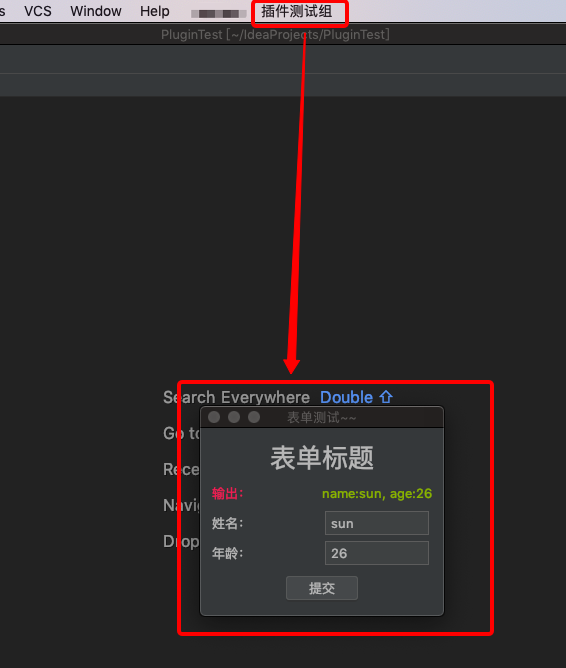 VCS Window Help 插件测试组
PluginTest [~/IdeaProjects/PluginTest]
Search Everywhere Double ⇧
Go to
Rece
Navig
Drop
表单测试~~
表单标题
输出: name:sun, age:26
姓名: sun
年龄: 26
提交